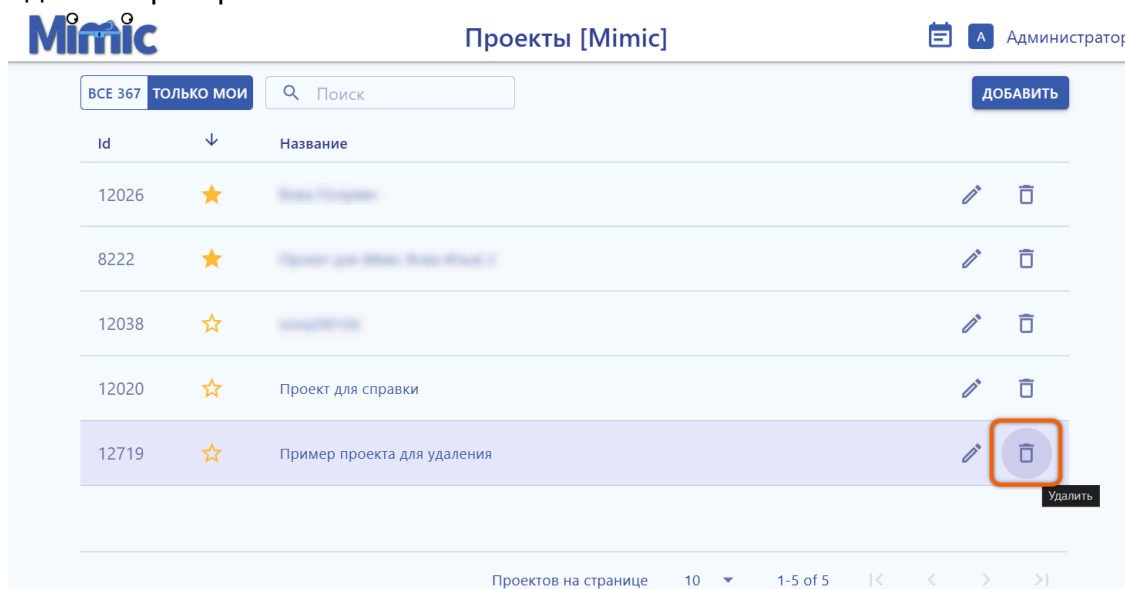 Mimic
Проекты [Mimic]
А Администратор
ВСЕ 367 ТОЛЬКО МОИ Поиск ДОБАВИТЬ
Id Название
12026
8222
12038
12020 Проект для справки
12719 Пример проекта для удаления
Удалить
Проектов на странице 10 1-5 of 5